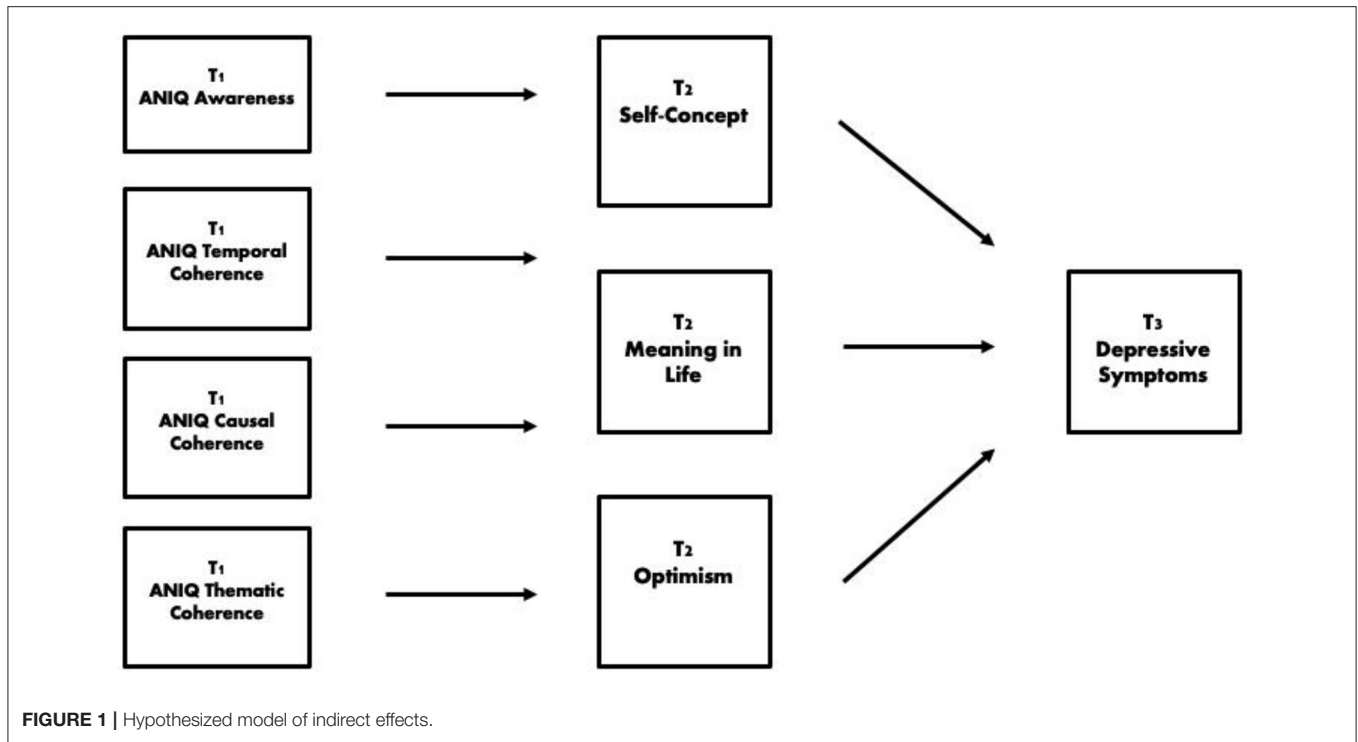 T1
ANIQ Awareness
T1
ANIQ Temporal
Coherence
T1
ANIQ Causal
Coherence
T1
ANIQ Thematic
Coherence
T2
Self-Concept
T2
Meaning in
Life
T2
Optimism
T3
Depressive
Symptoms
FIGURE 1 | Hypothesized model of indirect effects.